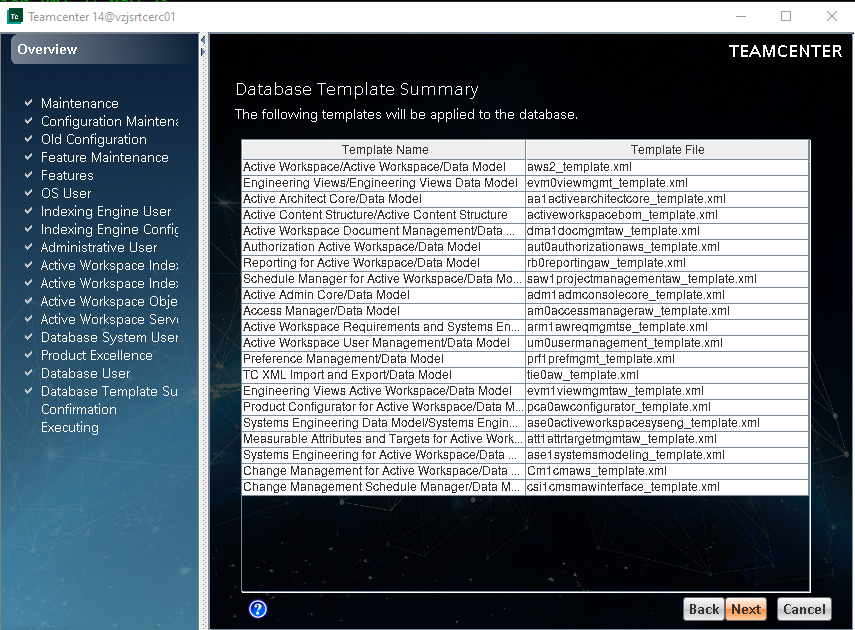 Teamcenter 14@vzjsrtcerc01
Overview
TEAMCENTER
Maintenance
Configuration Maintena
Old Configuration
Feature Maintenance
Features
OS User
Indexing Engine User
Indexing Engine Config
Administrative User
Active Workspace Index
Active Workspace Index
Active Workspace Obje
Active Workspace Serv
Database System User
Product Excellence
Database User
Database Template Su
Confirmation
Executing
Database Template Summary
The following templates will be applied to the database.
Template Name Template File
Active Workspace/Active Workspace/Data Model aws2_template.xml
Engineering Views/Engineering Views Data Model evm0viewmgmt_template.xml
Active Architect Core/Data Model aa1activearchitectcore_template.xml
Active Content Structure/Active Content Structure activeworkspacebom_template.xml
Active Workspace Document Management/Data ... dma1docmgmtaw_template.xml
Authorization Active Workspace/Data Model aut0authorizationaws_template.xml
Reporting for Active Workspace/Data Model rb0reportingaw_template.xml
Schedule Manager for Active Workspace/Data Mo... saw1projectmanagementaw_template.xml
Active Admin Core/Data Model adm1admconsolecore_template.xml
Access Manager/Data Model am0accessmanageraw_template.xml
Active Workspace Requirements and Systems En... arm1awreqmgmtse_template.xml
Active Workspace User Management/Data Model um0usermanagement_template.xml
Preference Management/Data Model prf1prefmgmt_template.xml
TC XML Import and Export/Data Model tie0aw_template.xml
Engineering Views Active Workspace/Data Model evm1viewmgmtaw_template.xml
Product Configurator for Active Workspace/Data M... pca0awconfigurator_template.xml
Systems Engineering Data Model/Systems Engin... ase0activeworkspacesyseng_template.xml
Measurable Attributes and Targets for Active Work... att1attrtargetmgmtaw_template.xml
Systems Engineering for Active Workspace/Data ... ase1systemsmodeling_template.xml
Change Management for Active Workspace/Data ... Cm1cmaws_template.xml
Change Management Schedule Manager/Data M... csi1cmsmawinterface_template.xml
? Back Next Cancel